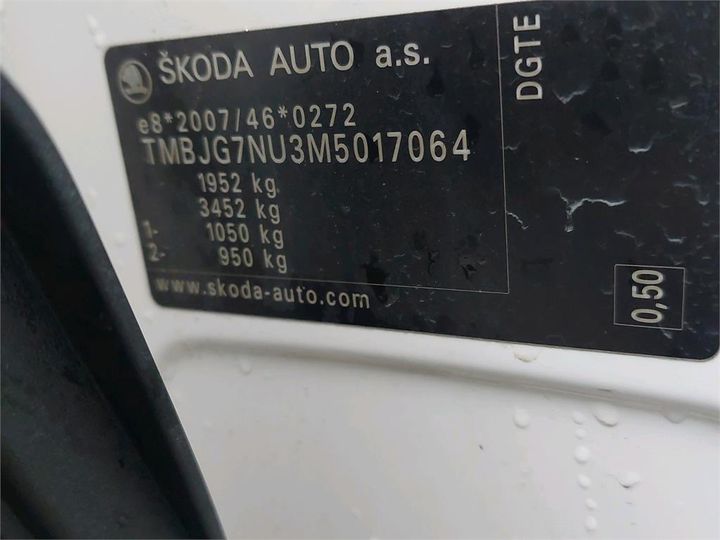 ŠKODA AUTO a.s.
e8*2007/46*0272
TMBJG7NU3M5017064
1952 kg
3452 kg
1- 1050 kg
2- 950 kg
www.skoda-auto.com
DGTE
0,50